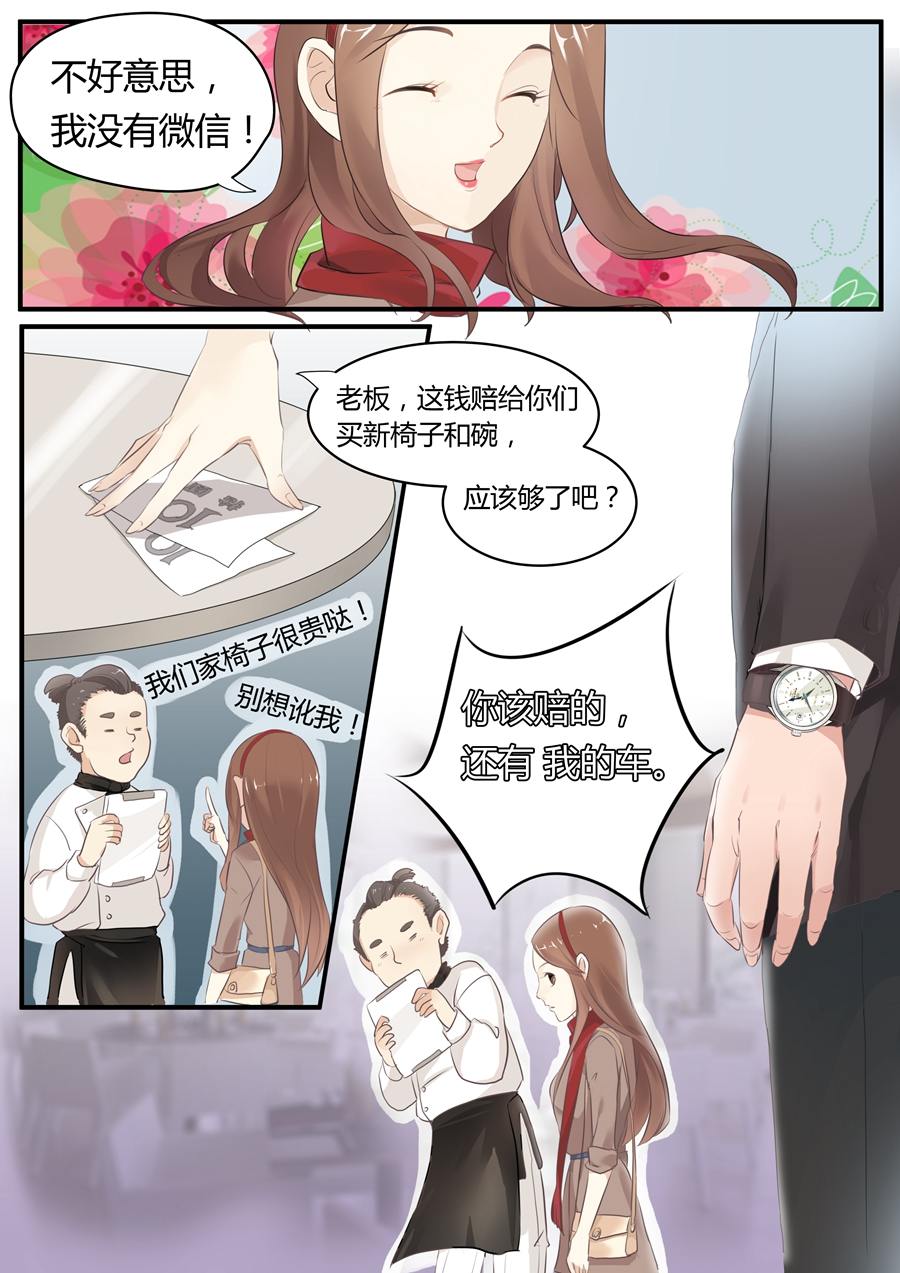 不好意思，
我没有微信！
老板，这钱赔给你们
买新椅子和碗，
应该够了吧？
我们家椅子很贵哒！
别想讹我！
你该赔的，
还有 我的车。